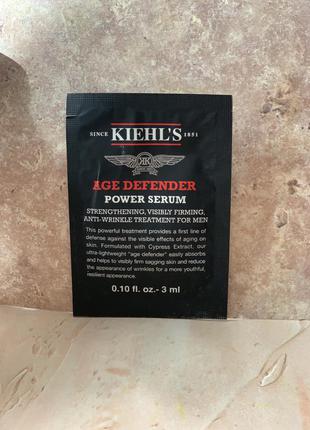 SINCE KIEHL'S 1851
AGE DEFENDER
POWER SERUM
STRENGTHENING, VISIBLY FIRMING,
ANTI-WRINKLE TREATMENT FOR MEN
This powerful treatment provides a first line of
defense against the visible effects of aging on
skin. Formulated with Cypress Extract, our
ultra-lightweight "age defender" easily absorbs
and helps to visibly firm sagging skin and reduce
the appearance of wrinkles for a more youthful,
resilient appearance.
0.10 fl. oz.- 3 ml